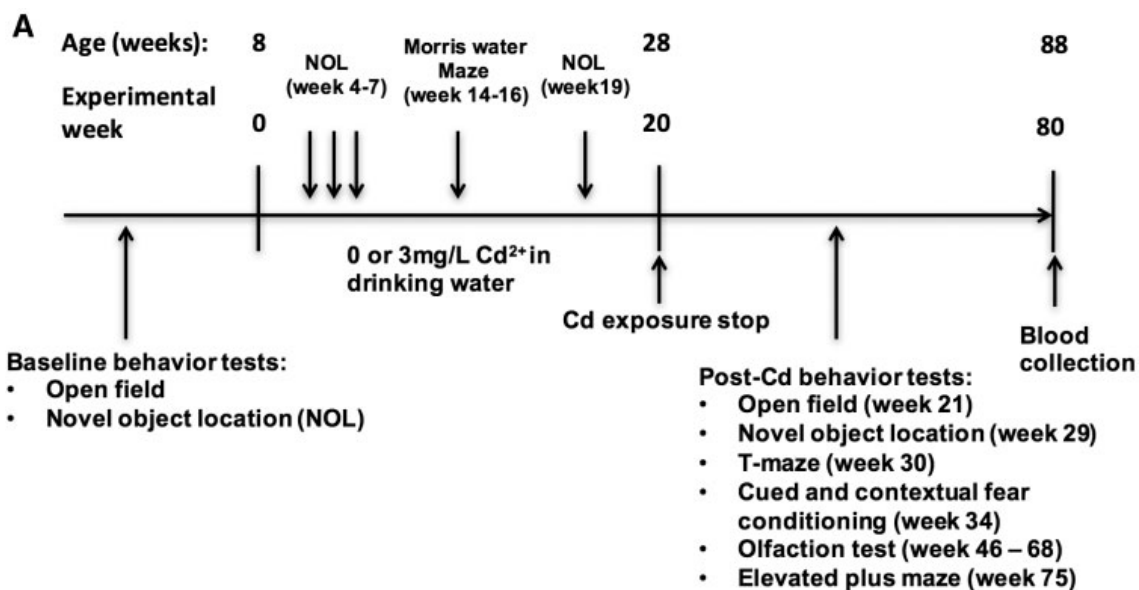 A
Age (weeks): 8 28 88
NOL
(week 4-7)
Morris water
Maze
(week 14-16)
NOL
(week19)
Experimental
week 0 20 80
0 or 3mg/L Cd²⁺ in
drinking water
Cd exposure stop
Blood
collection
Baseline behavior tests:
• Open field
• Novel object location (NOL)
Post-Cd behavior tests:
• Open field (week 21)
• Novel object location (week 29)
• T-maze (week 30)
• Cued and contextual fear
conditioning (week 34)
• Olfaction test (week 46 – 68)
• Elevated plus maze (week 75)